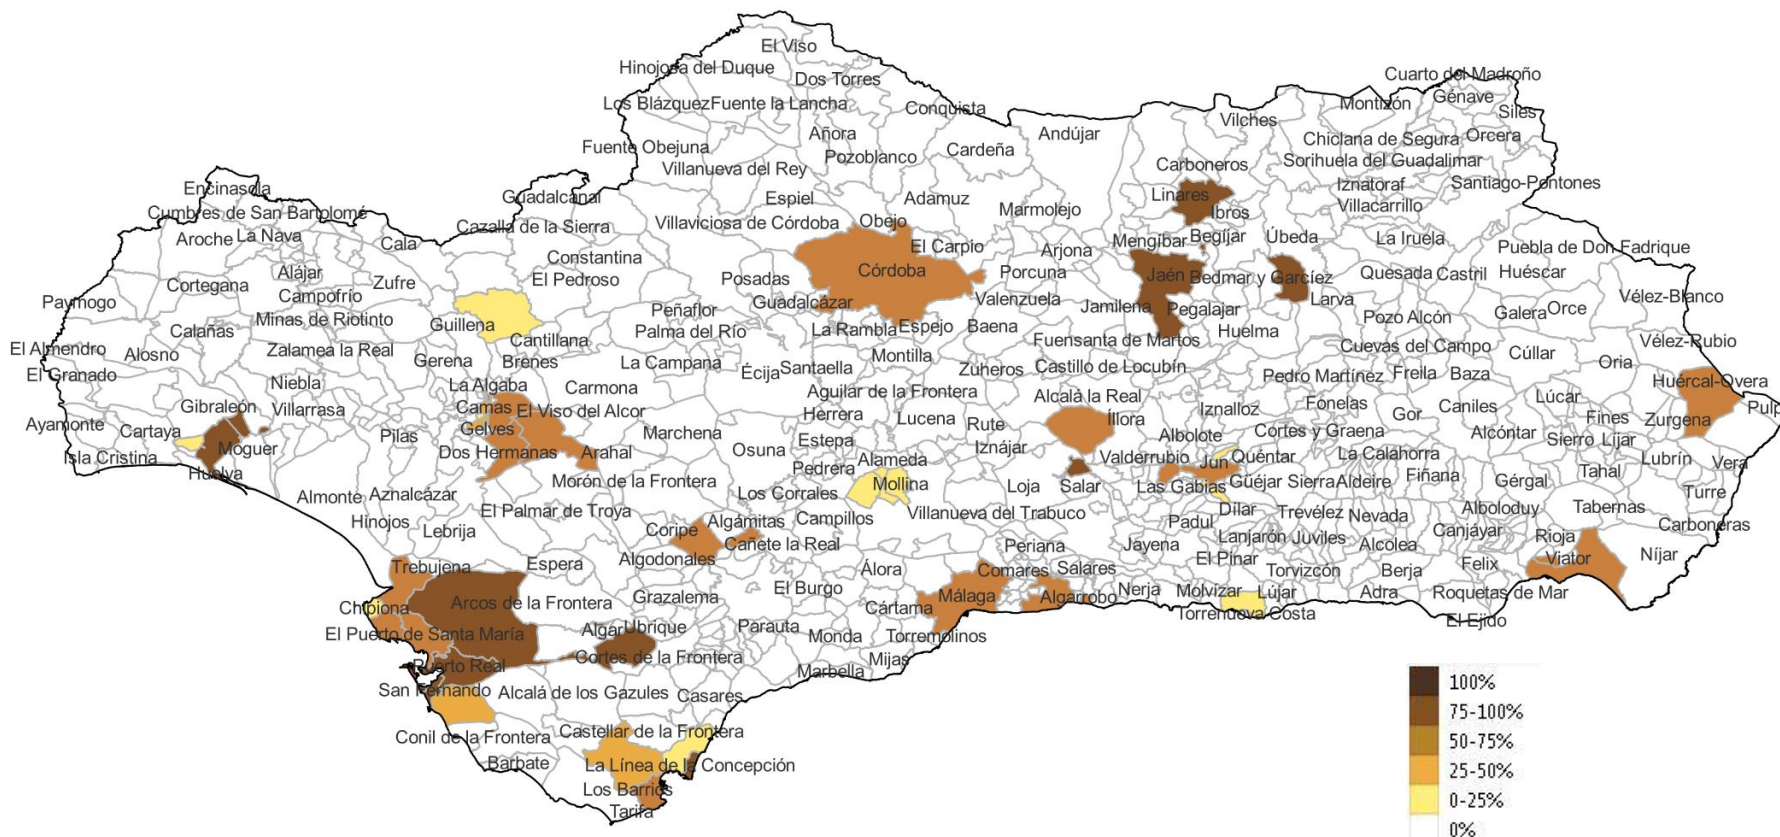 El Viso
Hinojosa del Duque
Dos Torres
Cuarto del Madroño
Génave
Montizón
Siles
Los Blázquez
Fuente la Lancha
Conquista
Vilches
Añora
Andújar
Chiclana de Segura
Orcera
Fuente Obejuna
Pozoblanco
Cardeña
Carboneros
Sorihuela del Guadalimar
Villanueva del Rey
Encinasola
Guadalcanal
Espiel
Adamuz
Linares
Iznatoraf
Santiago-Pontones
Cumbres de San Bartolomé
Villaviciosa de Córdoba
Obejo
Marmolejo
Ibros
Villacarrillo
Aroche
La Nava
Cala
Cazalla de la Sierra
El Carpio
Arjona
Mengíbar
Begíjar
Úbeda
La Iruela
Puebla de Don Fadrique
Constantina
Cortegana
Alájar
Zufre
El Pedroso
Posadas
Córdoba
Porcuna
Jaén
Bedmar y Garcíez
Quesada
Castril
Huéscar
Paymogo
Campofrío
Guadalcázar
Valenzuela
Larva
Vélez-Blanco
Minas de Riotinto
Guillena
Peñaflor
Jamilena
Pegalajar
Pozo Alcón
Galera
Orce
Calañas
Cantillana
Palma del Río
La Rambla
Espejo
Baena
Fuensanta de Martos
Huelma
Cuevas del Campo
Vélez-Rubio
El Almendro
Alosno
Zalamea la Real
Gerena
Brenes
La Campana
Écija
Santaella
Montilla
Zuheros
Castillo de Locubín
Cúllar
Oria
El Granado
Niebla
La Algaba
Carmona
Aguilar de la Frontera
Alcalá la Real
Pedro Martínez
Freila
Baza
Huércal-Overa
Gibraleón
Villarrasa
Camas
El Viso del Alcor
Herrera
Lucena
Rute
Íllora
Iznalloz
Fonelas
Gor
Caniles
Lúcar
Fines
Zurgena
Pulp
Ayamonte
Cartaya
Moguer
Pilas
Gelves
Marchena
Estepa
Iznájar
Albolote
Cortes y Graena
Alcóntar
Sierro
Líjar
Isla Cristina
Huelva
Dos Hermanas
Arahal
Osuna
Alameda
Valderrubio
Jun
Quéntar
La Calahorra
Lubrín
Vera
Pedrera
Mollina
Loja
Salar
Las Gabias
Güéjar Sierra
Aldeire
Fiñana
Gérgal
Tahal
Turre
Almonte
Aznalcázar
Morón de la Frontera
Los Corrales
El Palmar de Troya
Campillos
Villanueva del Trabuco
Dílar
Trevélez
Nevada
Alboloduy
Tabernas
Carboneras
Hinojos
Lebrija
Coripe
Algámitas
Padul
Lanjarón
Juviles
Canjáyar
Rioja
Algodonales
Cañete la Real
Periana
Jayena
El Pinar
Alcolea
Felix
Viator
Níjar
Trebujena
Espera
Álora
Comares
Sálares
Torvizcón
Berja
El Burgo
Chipiona
Arcos de la Frontera
Grazalema
Cártama
Málaga
Algarrobo
Nerja
Molvízar
Lújar
Adra
Roquetas de Mar
Torrenueva Costa
El Ejido
El Puerto de Santa María
Algar
Ubrique
Parauta
Monda
Torremolinos
Puerto Real
Cortes de la Frontera
Mijas
Marbella
San Fernando
Alcalá de los Gazules
Casares
Conil de la Frontera
Castellar de la Frontera
Barbate
La Línea de la Concepción
Los Barrios
Tarifa
100%
75-100%
50-75%
25-50%
0-25%
0%